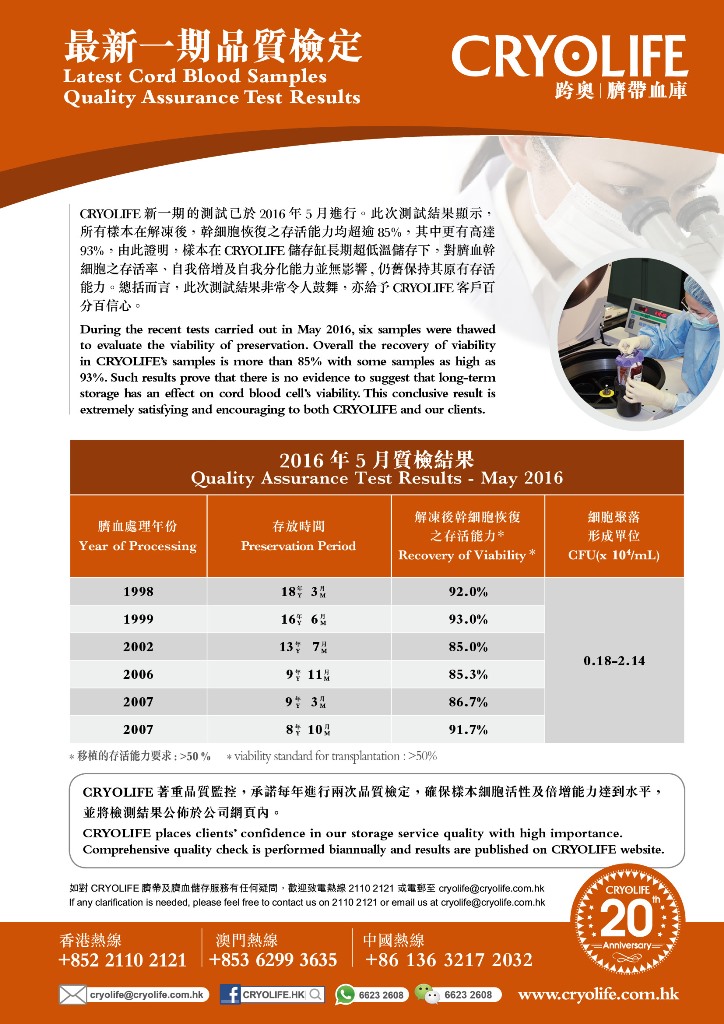 最新一期品質檢定
Latest Cord Blood Samples
Quality Assurance Test Results
CRYOLIFE
跨奧|臍帶血庫
CRYOLIFE 新一期的測試已於 2016 年 5 月進行。此次測試結果顯示，
所有樣本在解凍後，幹細胞恢復之存活能力均超逾 85%，其中更有高達
93%，由此證明，樣本在 CRYOLIFE 儲存缸長期超低溫儲存下，對臍血幹
細胞之存活率、自我倍增及自我分化能力並無影響，仍舊保持其原有存活
能力。總括而言，此次測試結果非常令人鼓舞，亦給予 CRYOLIFE 客戶百
分百信心。
During the recent tests carried out in May 2016, six samples were thawed
to evaluate the viability of preservation. Overall the recovery of viability
in CRYOLIFE's samples is more than 85% with some samples as high as
93%. Such results prove that there is no evidence to suggest that long-term
storage has an effect on cord blood cell's viability. This conclusive result is
extremely satisfying and encouraging to both CRYOLIFE and our clients.
2016 年 5 月質檢結果
Quality Assurance Test Results - May 2016
臍血處理年份
Year of Processing
存放時間
Preservation Period
解凍後幹細胞恢復
之存活能力*
Recovery of Viability *
細胞聚落
形成單位
CFU(x 10⁴/mL)
1998 18年Y 3月M 92.0%
1999 16年Y 6月M 93.0%
2002 13年Y 7月M 85.0%
2006 9年Y 11月M 85.3%
2007 9年Y 3月M 86.7%
2007 8年Y 10月M 91.7%
0.18-2.14
* 移植的存活能力要求 : >50 % * viability standard for transplantation : >50%
CRYOLIFE 著重品質監控，承諾每年進行兩次品質檢定，確保樣本細胞活性及倍增能力達到水平，
並將檢測結果公佈於公司網頁內。
CRYOLIFE places clients' confidence in our storage service quality with high importance.
Comprehensive quality check is performed biannually and results are published on CRYOLIFE website.
如對 CRYOLIFE 臍帶及臍血儲存服務有任何疑問，歡迎致電熱線 2110 2121 或電郵至 cryolife@cryolife.com.hk
If any clarification is needed, please feel free to contact us on 2110 2121 or email us at cryolife@cryolife.com.hk
CRYOLIFE
20th
Anniversary
香港熱線
+852 2110 2121
澳門熱線
+853 6299 3635
中國熱線
+86 136 3217 2032
cryolife@cryolife.com.hk
f CRYOLIFE.HK
6623 2608
6623 2608
www.cryolife.com.hk